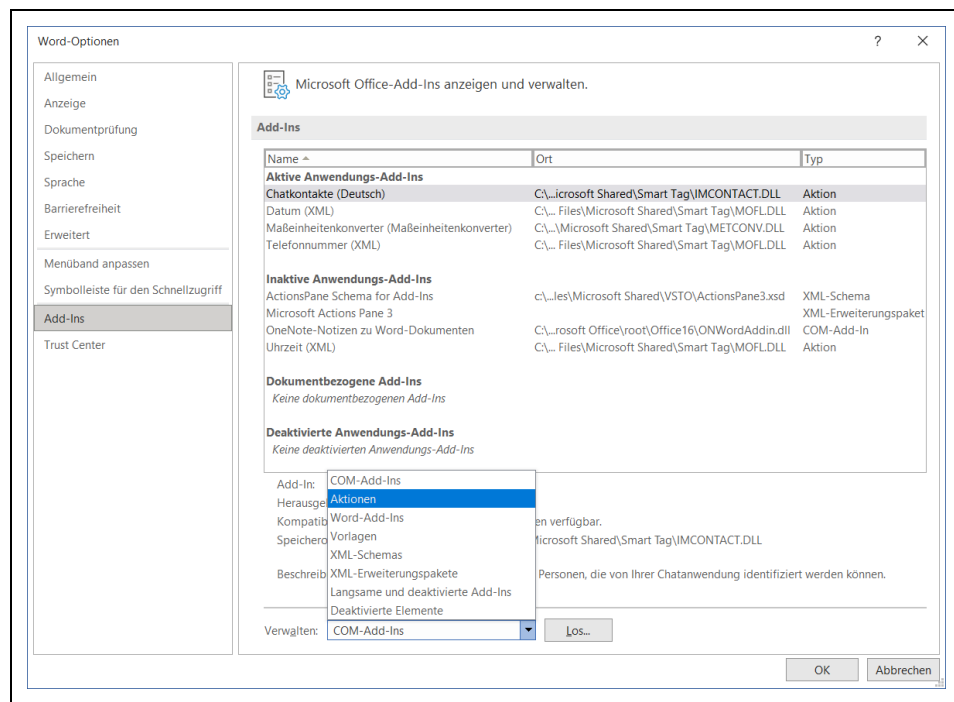 Word-Optionen ?
Allgemein
Anzeige
Dokumentprüfung
Speichern
Sprache
Barrierefreiheit
Erweitert
Menüband anpassen
Symbolleiste für den Schnellzugriff
Add-Ins
Trust Center
Microsoft Office-Add-Ins anzeigen und verwalten.
Add-Ins
Name Ort Typ
Aktive Anwendungs-Add-Ins
Chatkontakte (Deutsch) C:\...icrosoft Shared\Smart Tag\IMCONTACT.DLL Aktion
Datum (XML) C:\... Files\Microsoft Shared\Smart Tag\MOFL.DLL Aktion
Maßeinheitenkonverter (Maßeinheitenkonverter) C:\...\Microsoft Shared\Smart Tag\METCONV.DLL Aktion
Telefonnummer (XML) C:\... Files\Microsoft Shared\Smart Tag\MOFL.DLL Aktion
Inaktive Anwendungs-Add-Ins
ActionsPane Schema for Add-Ins c:\...les\Microsoft Shared\VSTO\ActionsPane3.xsd XML-Schema
Microsoft Actions Pane 3 XML-Erweiterungspaket
OneNote-Notizen zu Word-Dokumenten C:\...rosoft Office\root\Office16\ONWordAddin.dll COM-Add-In
Uhrzeit (XML) C:\... Files\Microsoft Shared\Smart Tag\MOFL.DLL Aktion
Dokumentbezogene Add-Ins
Keine dokumentbezogenen Add-Ins
Deaktivierte Anwendungs-Add-Ins
Keine deaktivierten Anwendungs-Add-Ins
Add-In:
Herausge
Kompatib en verfügbar.
Speichero Microsoft Shared\Smart Tag\IMCONTACT.DLL
Beschreib Personen, die von Ihrer Chatanwendung identifiziert werden können.
COM-Add-Ins
Aktionen
Word-Add-Ins
Vorlagen
XML-Schemas
XML-Erweiterungspakete
Langsame und deaktivierte Add-Ins
Deaktivierte Elemente
Verwalten: COM-Add-Ins Los...
OK Abbrechen